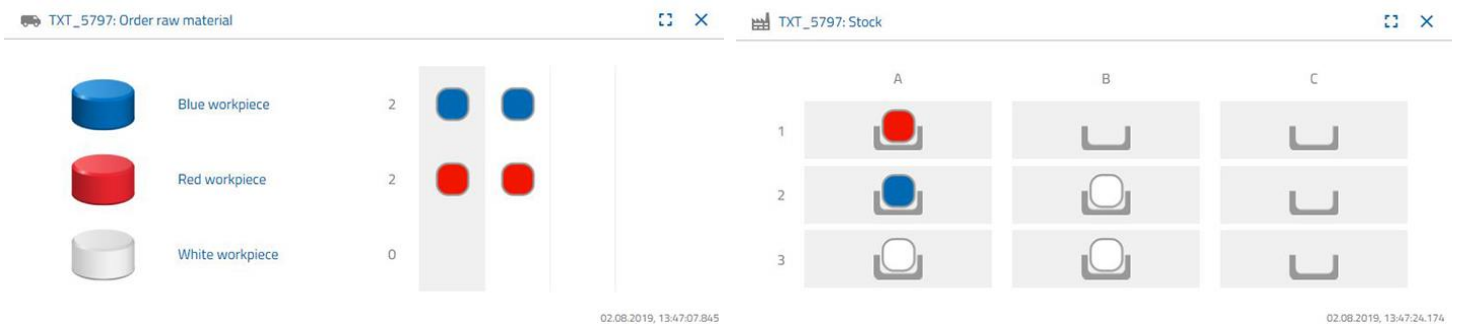 TXT_5797: Order raw material
Blue workpiece 2
Red workpiece 2
White workpiece 0
02.08.2019, 13:47:07.845
TXT_5797: Stock
A B C
1
2
3
02.08.2019, 13:47:24.174